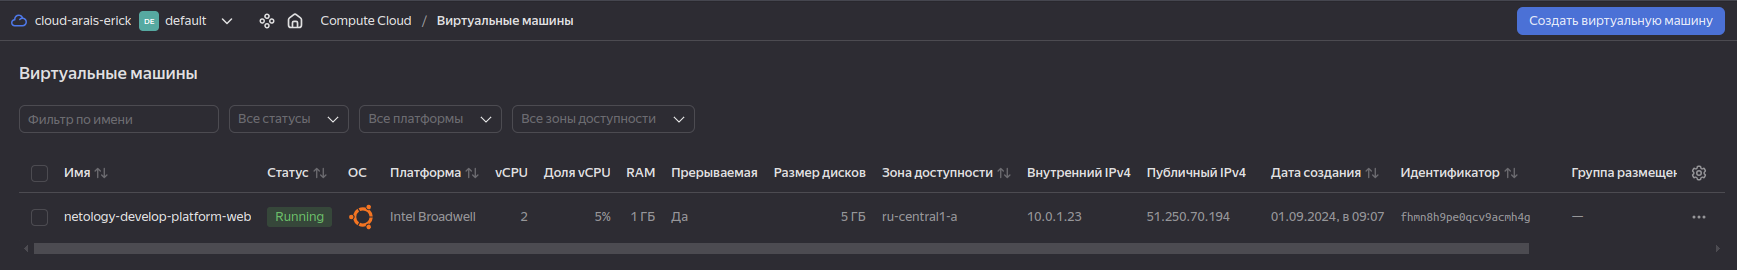 cloud-arais-erick DE default Compute Cloud / Виртуальные машины Создать виртуальную машину
Виртуальные машины
Фильтр по имени Все статусы Все платформы Все зоны доступности
Имя Статус ОС Платформа vCPU Доля vCPU RAM Прерываемая Размер дисков Зона доступности Внутренний IPv4 Публичный IPv4 Дата создания Идентификатор Группа размещен
netology-develop-platform-web Running Intel Broadwell 2 5% 1 ГБ Да 5 ГБ ru-central1-a 10.0.1.23 51.250.70.194 01.09.2024, в 09:07 fhmn8h9pe0qcv9acmh4g —